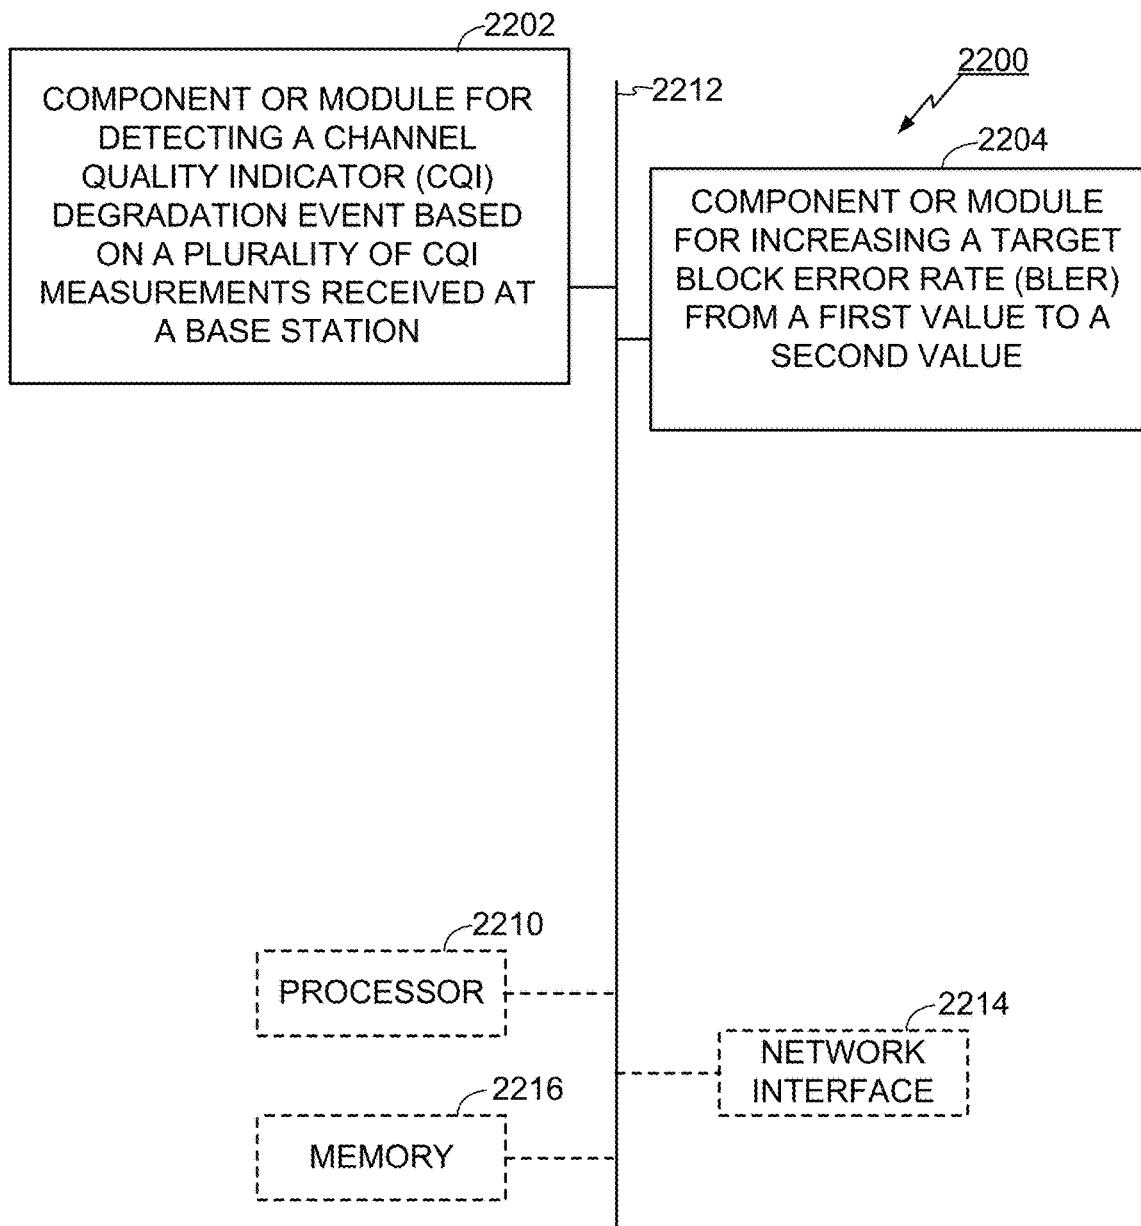 2202
COMPONENT OR MODULE FOR
DETECTING A CHANNEL
QUALITY INDICATOR (CQI)
DEGRADATION EVENT BASED
ON A PLURALITY OF CQI
MEASUREMENTS RECEIVED AT
A BASE STATION
2212
2200
2204
COMPONENT OR MODULE
FOR INCREASING A TARGET
BLOCK ERROR RATE (BLER)
FROM A FIRST VALUE TO A
SECOND VALUE
2210
PROCESSOR
2214
NETWORK
INTERFACE
2216
MEMORY